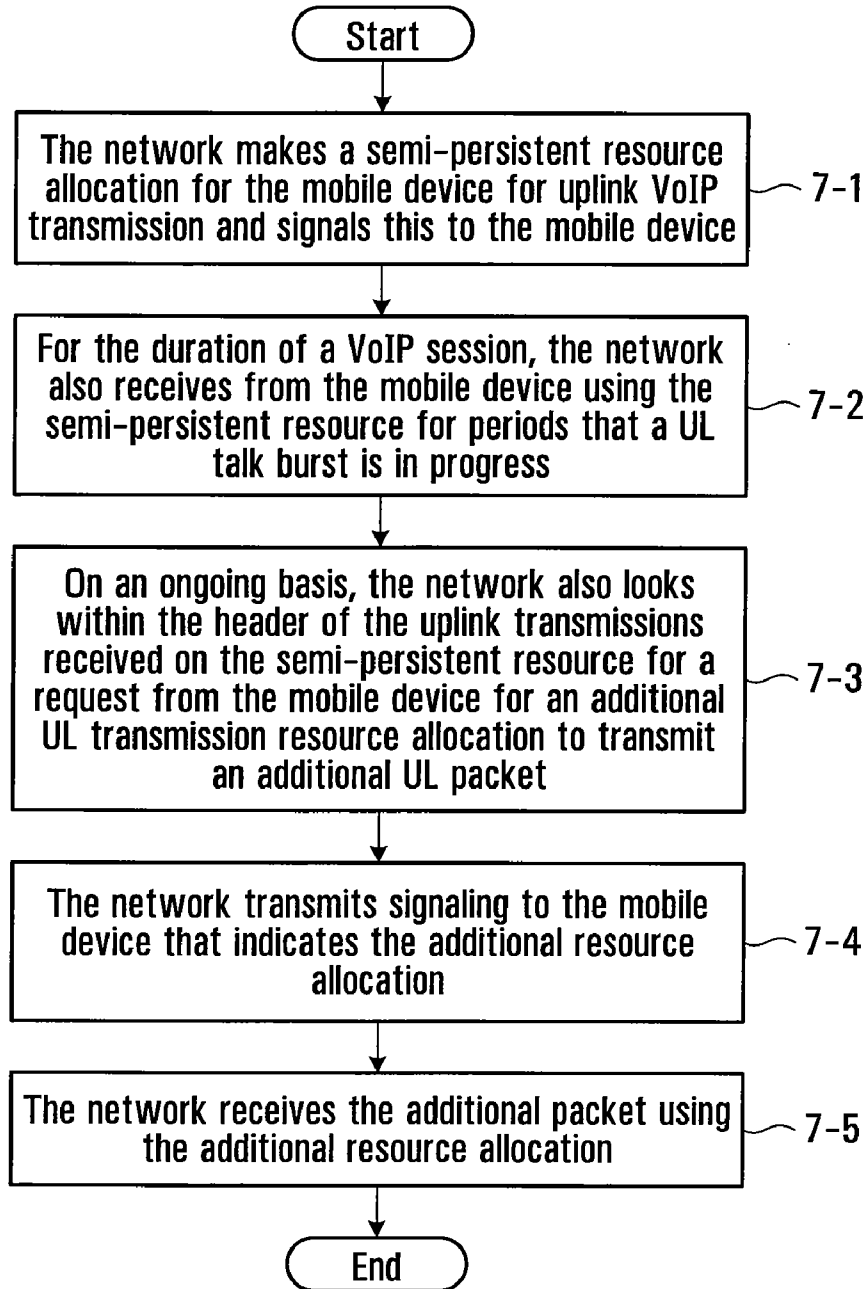 Start
The network makes a semi-persistent resource
allocation for the mobile device for uplink VoIP
transmission and signals this to the mobile device
7-1
For the duration of a VoIP session, the network
also receives from the mobile device using the
semi-persistent resource for periods that a UL
talk burst is in progress
7-2
On an ongoing basis, the network also looks
within the header of the uplink transmissions
received on the semi-persistent resource for a
request from the mobile device for an additional
UL transmission resource allocation to transmit
an additional UL packet
7-3
The network transmits signaling to the mobile
device that indicates the additional resource
allocation
7-4
The network receives the additional packet using
the additional resource allocation
7-5
End